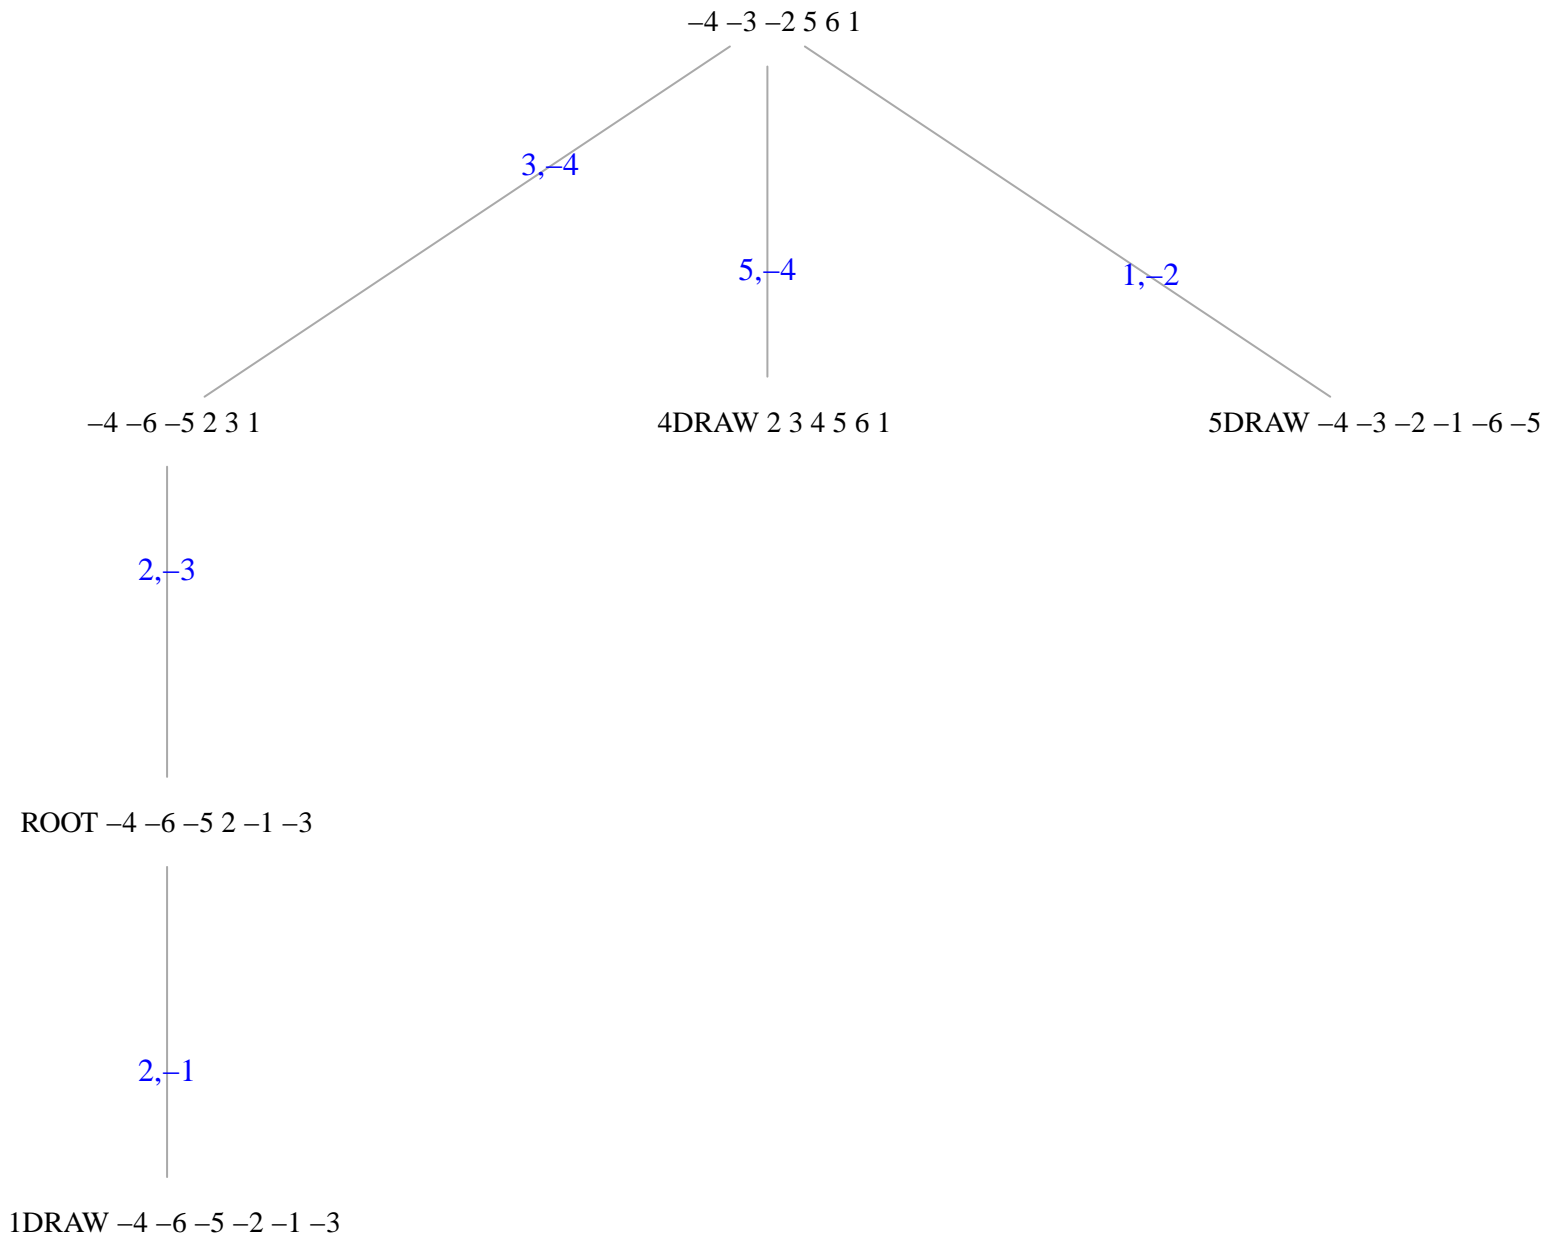 –4 –3 –2 5 6 1
3,–4
5,–4
1,–2
–4 –6 –5 2 3 1
4DRAW 2 3 4 5 6 1
5DRAW –4 –3 –2 –1 –6 –5
2,–3
ROOT –4 –6 –5 2 –1 –3
2,–1
1DRAW –4 –6 –5 –2 –1 –3